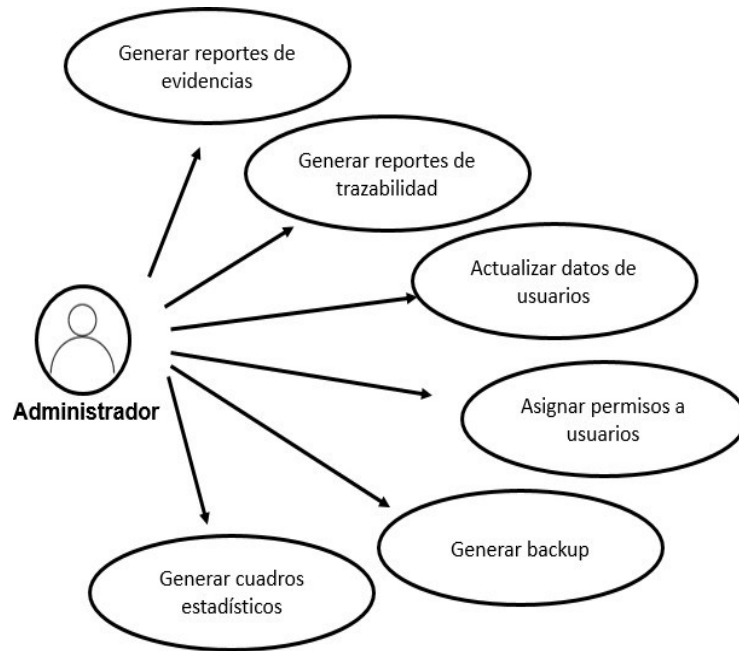 Generar reportes de
evidencias
Generar reportes de
trazabilidad
Actualizar datos de
usuarios
Administrador
Asignar permisos a
usuarios
Generar backup
Generar cuadros
estadísticos